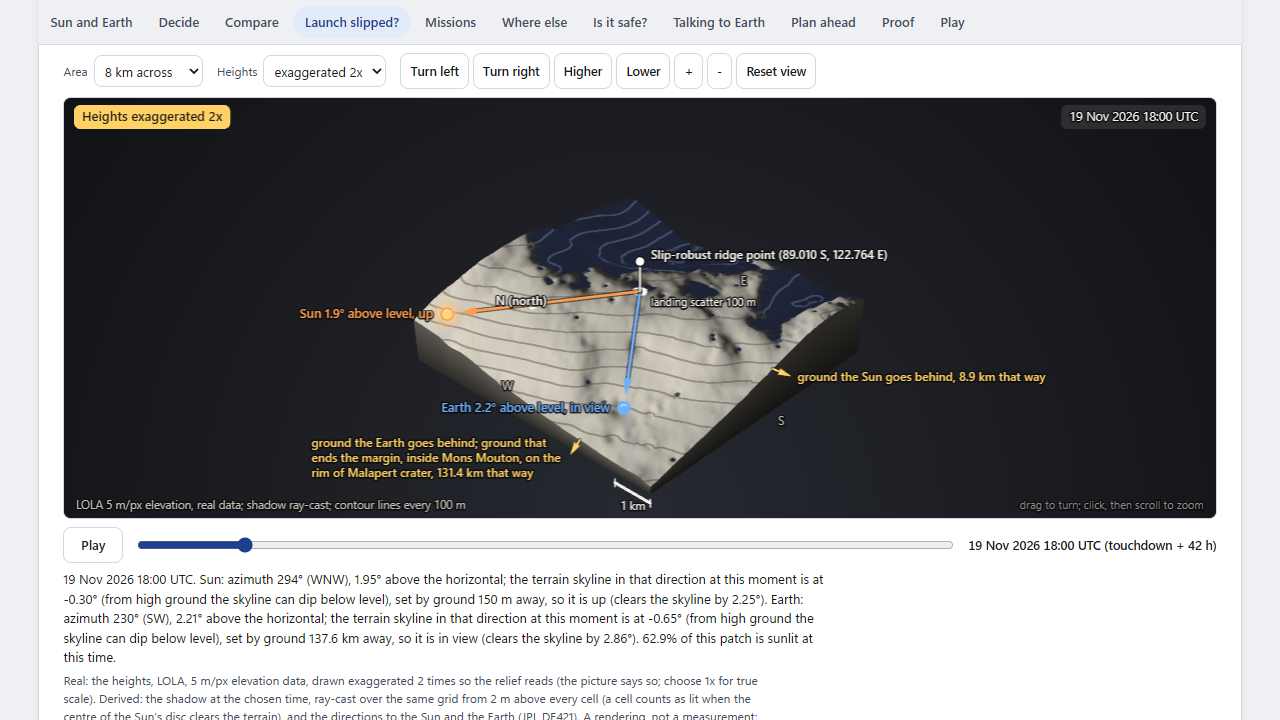 Sun and Earth Decide Compare Launch slipped? Missions Where else Is it safe? Talking to Earth Plan ahead Proof Play
Area 8 km across Heights exaggerated 2x Turn left Turn right Higher Lower + - Reset view
Heights exaggerated 2x 19 Nov 2026 18:00 UTC
Slip-robust ridge point (89.010 S, 122.764 E)
E
N (north) landing scatter 100 m
Sun 1.9° above level, up
ground the Sun goes behind, 8.9 km that way
W
Earth 2.2° above level, in view
S
ground the Earth goes behind; ground that
ends the margin, inside Mons Mouton, on the
rim of Malapert crater, 131.4 km that way
1 km
LOLA 5 m/px elevation, real data; shadow ray-cast; contour lines every 100 m drag to turn; click, then scroll to zoom
Play 19 Nov 2026 18:00 UTC (touchdown + 42 h)
19 Nov 2026 18:00 UTC. Sun: azimuth 294° (WNW), 1.95° above the horizontal; the terrain skyline in that direction at this moment is at
-0.30° (from high ground the skyline can dip below level), set by ground 150 m away, so it is up (clears the skyline by 2.25°). Earth:
azimuth 230° (SW), 2.21° above the horizontal; the terrain skyline in that direction at this moment is at -0.65° (from high ground the
skyline can dip below level), set by ground 137.6 km away, so it is in view (clears the skyline by 2.86°). 62.9% of this patch is sunlit at
this time.
Real: the heights, LOLA, 5 m/px elevation data, drawn exaggerated 2 times so the relief reads (the picture says so; choose 1x for true
scale). Derived: the shadow at the chosen time, ray-cast over the same grid from 2 m above every cell (a cell counts as lit when the
centre of the Sun's disc clears the terrain), and the directions to the Sun and the Earth (JPL DE421). A rendering, not a measurement: